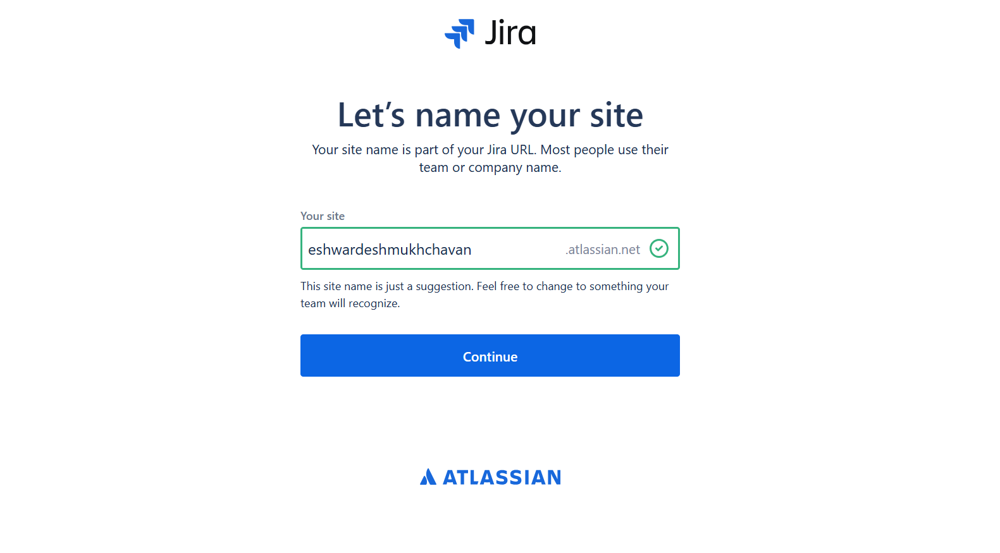 Jira
Let’s name your site
Your site name is part of your Jira URL. Most people use their
team or company name.
Your site
eshwardeshmukhchavan .atlassian.net
This site name is just a suggestion. Feel free to change to something your
team will recognize.
Continue
ATLASSIAN